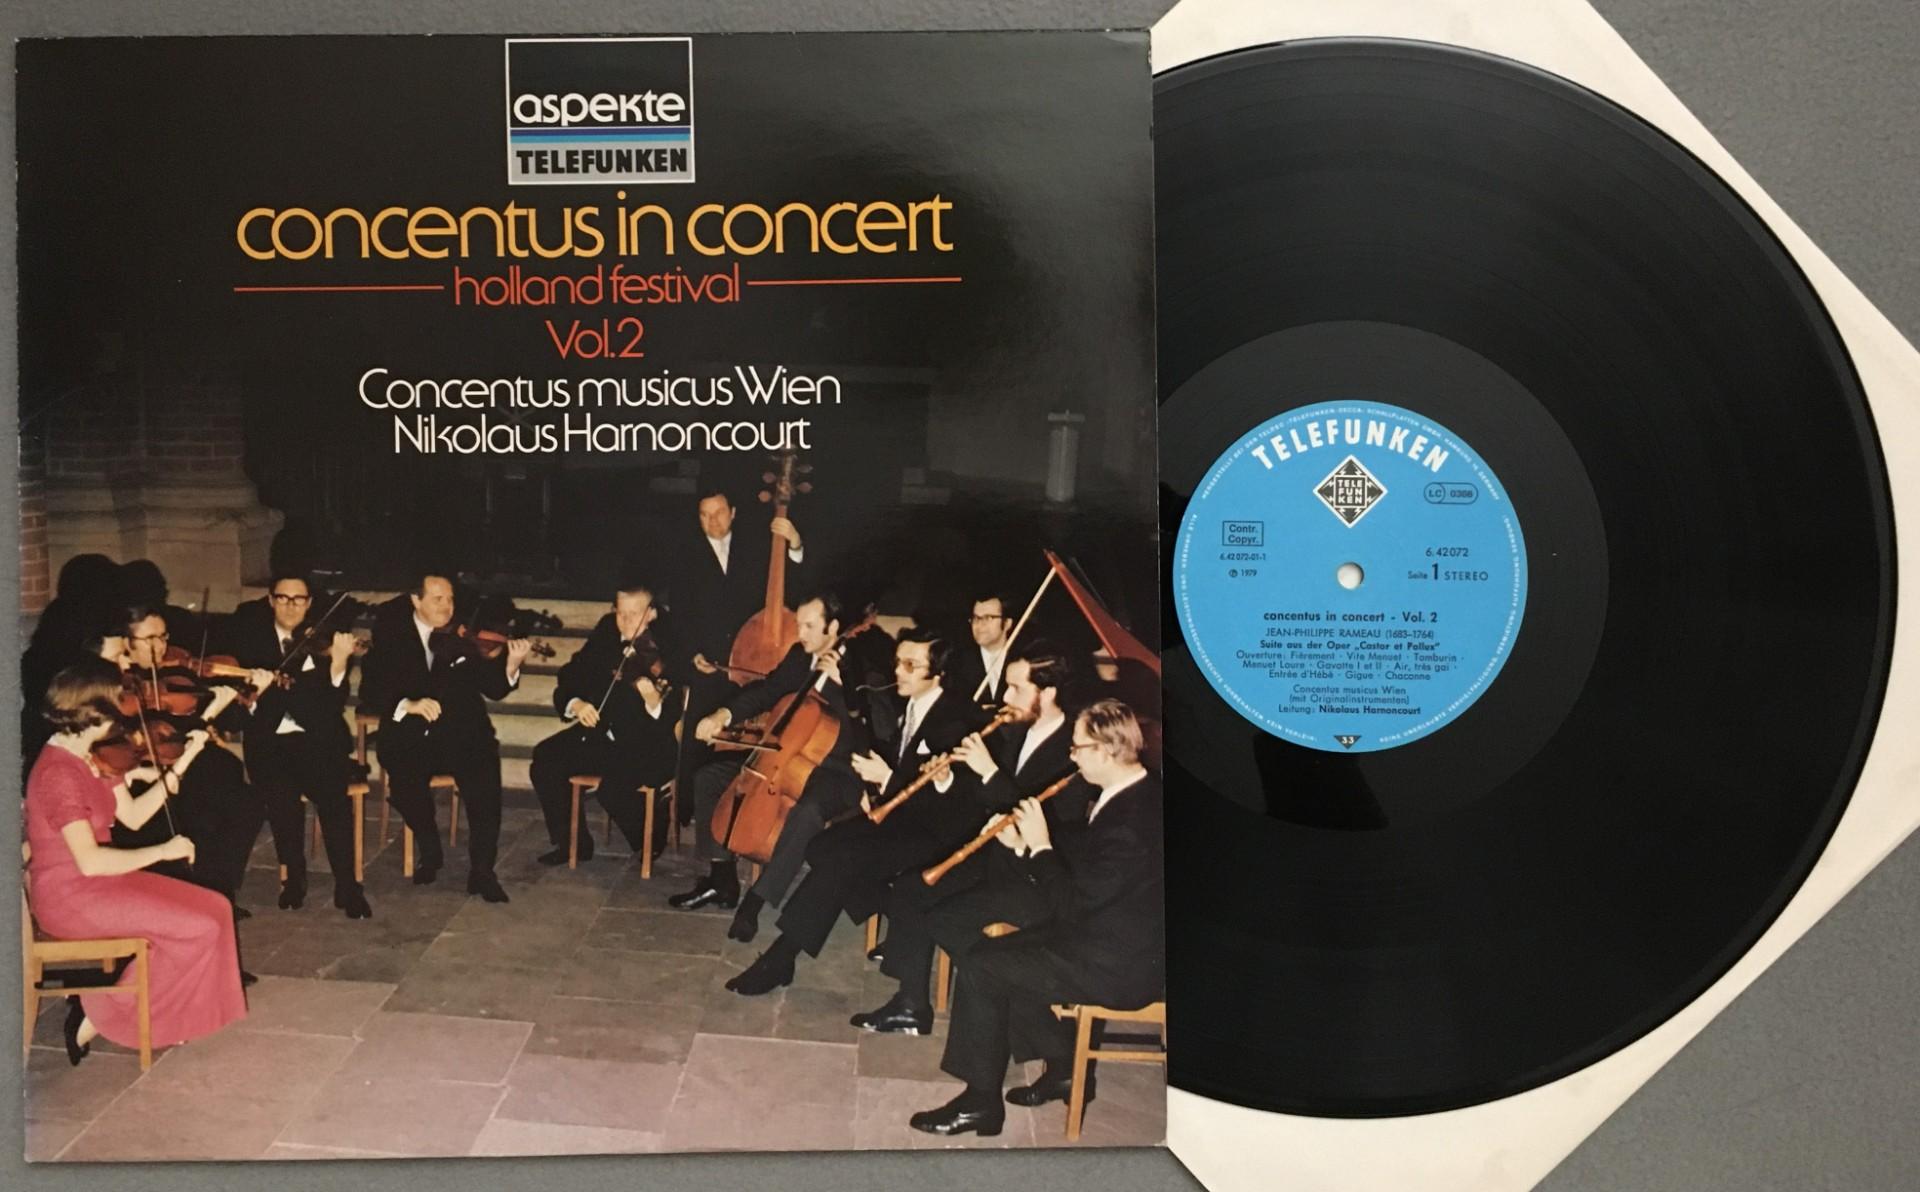 aspekte
TELEFUNKEN
concentus in concert
holland festival
Vol.2
Concentus musicus Wien
Nikolaus Harnoncourt
TELEFUNKEN
TELE
FUN
KEN
LC 0366
Contr.
Copyr.
6.42072-01-1
℗ 1979
6.42072
Seite 1 STEREO
concentus in concert - Vol. 2
JEAN-PHILIPPE RAMEAU (1683–1764)
Suite aus der Oper „Castor et Pollux“
Ouverture: Fièrement · Vite Menuet · Tambourin ·
Menuet Loure · Gavotte I et II · Air, très gai ·
Entrée d'Hébé · Gigue · Chaconne
Concentus musicus Wien
(mit Originalinstrumenten)
Leitung: Nikolaus Harnoncourt
33